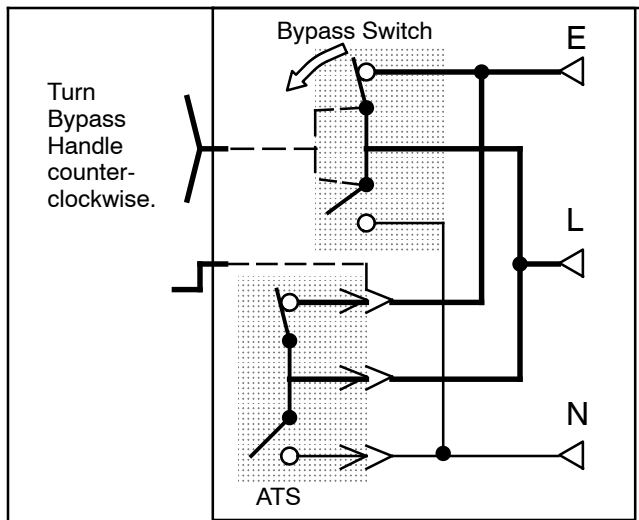 Bypass Switch
E
Turn
Bypass
Handle
counter-
clockwise.
L
N
ATS